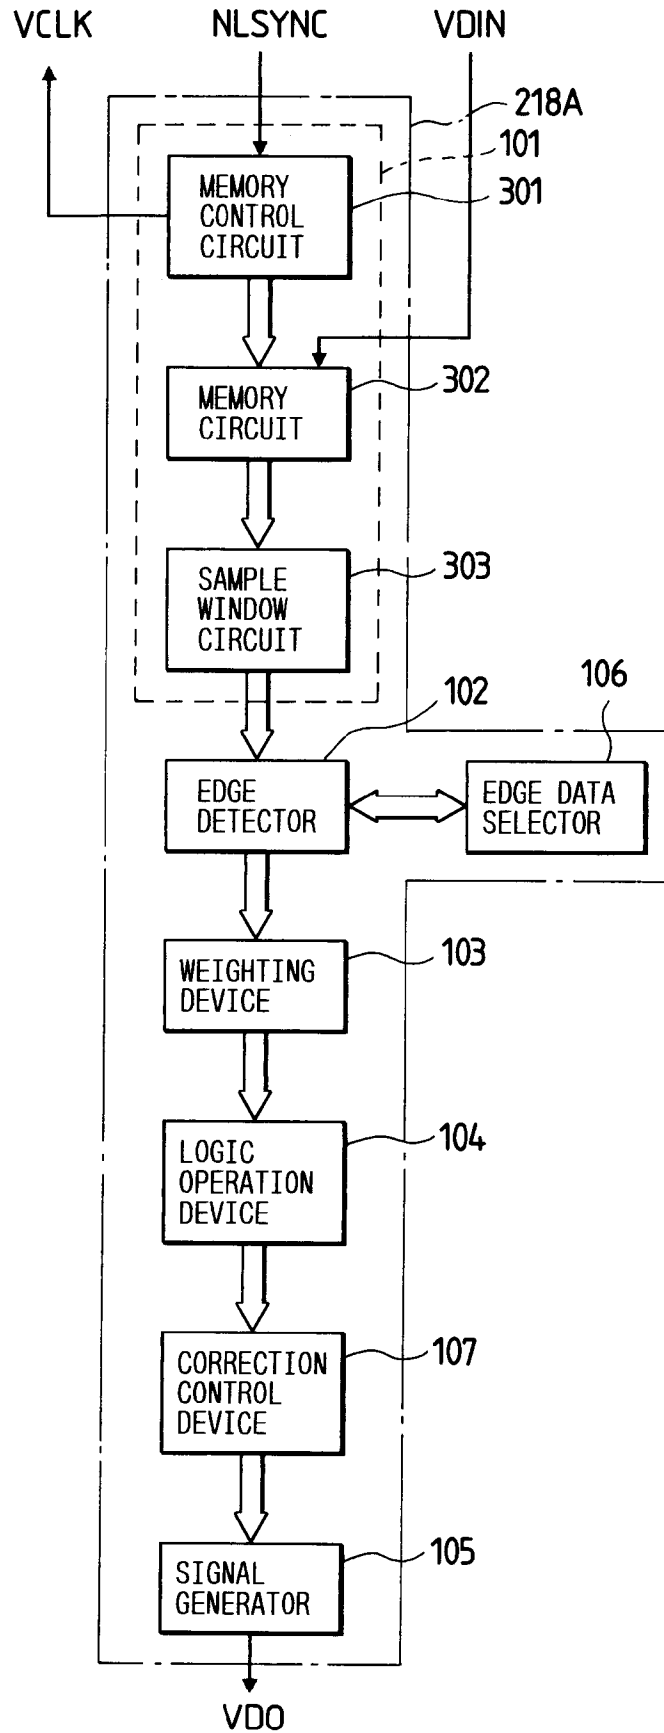 VCLK
NLSYNC
VDIN
218A
101
MEMORY
CONTROL
CIRCUIT
301
MEMORY
CIRCUIT
302
SAMPLE
WINDOW
CIRCUIT
303
102
106
EDGE
DETECTOR
EDGE DATA
SELECTOR
WEIGHTING
DEVICE
103
LOGIC
OPERATION
DEVICE
104
CORRECTION
CONTROL
DEVICE
107
SIGNAL
GENERATOR
105
VDO